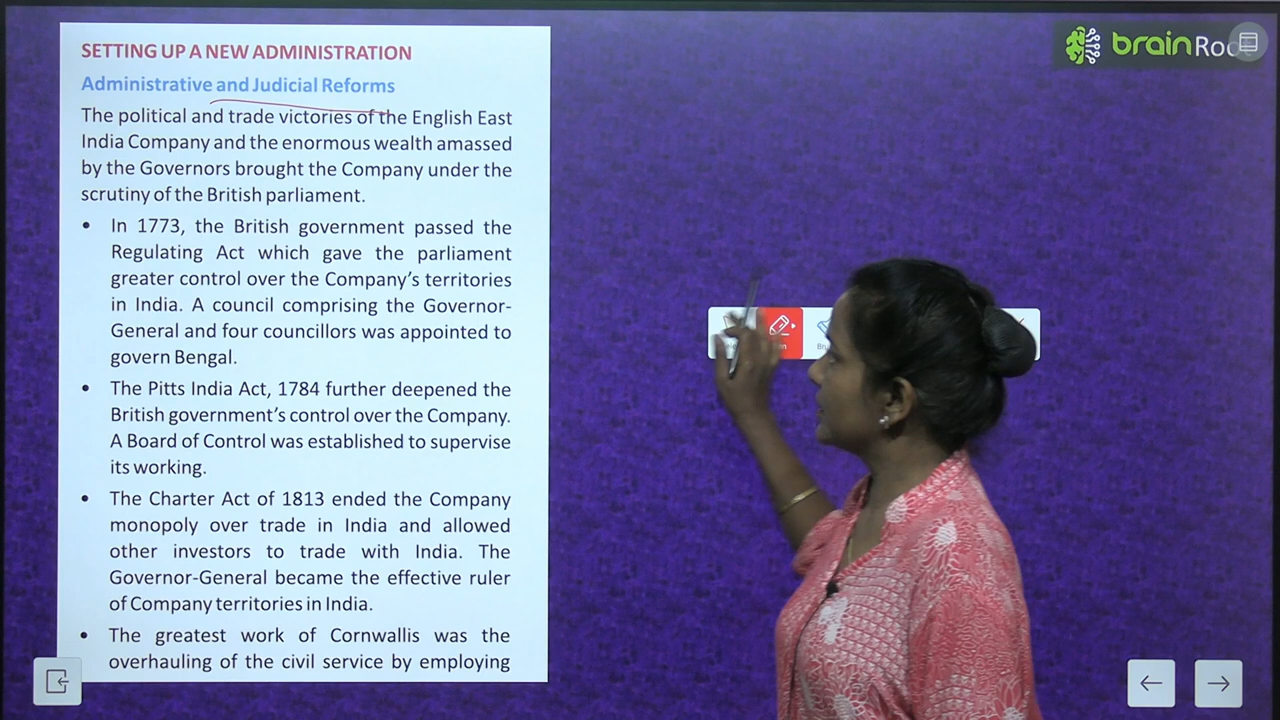 SETTING UP A NEW ADMINISTRATION
Administrative and Judicial Reforms
The political and trade victories of the English East
India Company and the enormous wealth amassed
by the Governors brought the Company under the
scrutiny of the British parliament.
• In 1773, the British government passed the
Regulating Act which gave the parliament
greater control over the Company's territories
in India. A council comprising the Governor-
General and four councillors was appointed to
govern Bengal.
• The Pitts India Act, 1784 further deepened the
British government's control over the Company.
A Board of Control was established to supervise
its working.
• The Charter Act of 1813 ended the Company
monopoly over trade in India and allowed
other investors to trade with India. The
Governor-General became the effective ruler
of Company territories in India.
• The greatest work of Cornwallis was the
overhauling of the civil service by employing
brain